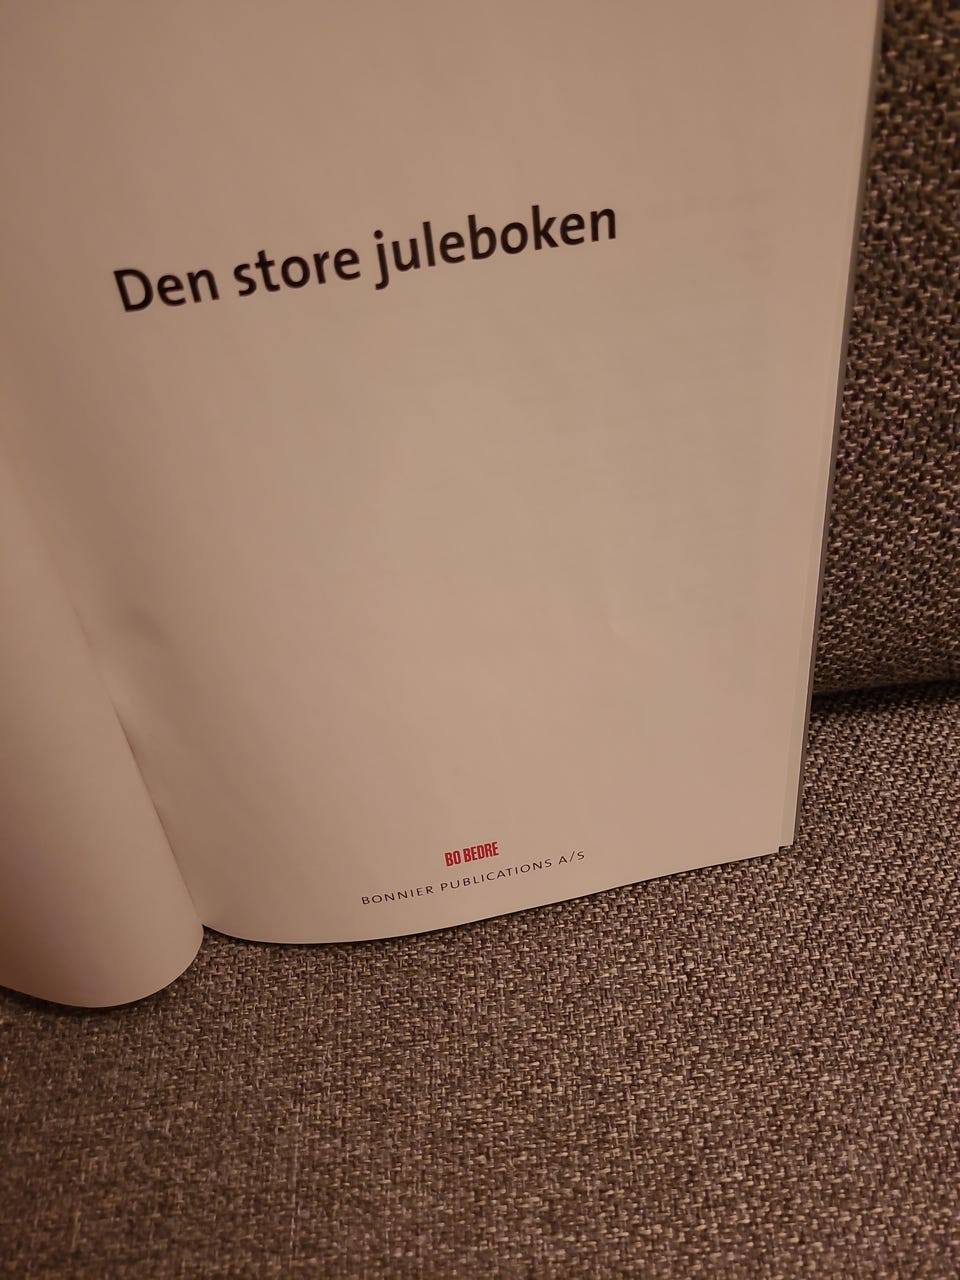 Den store juleboken
BO BEDRE
BONNIER PUBLICATIONS A/S